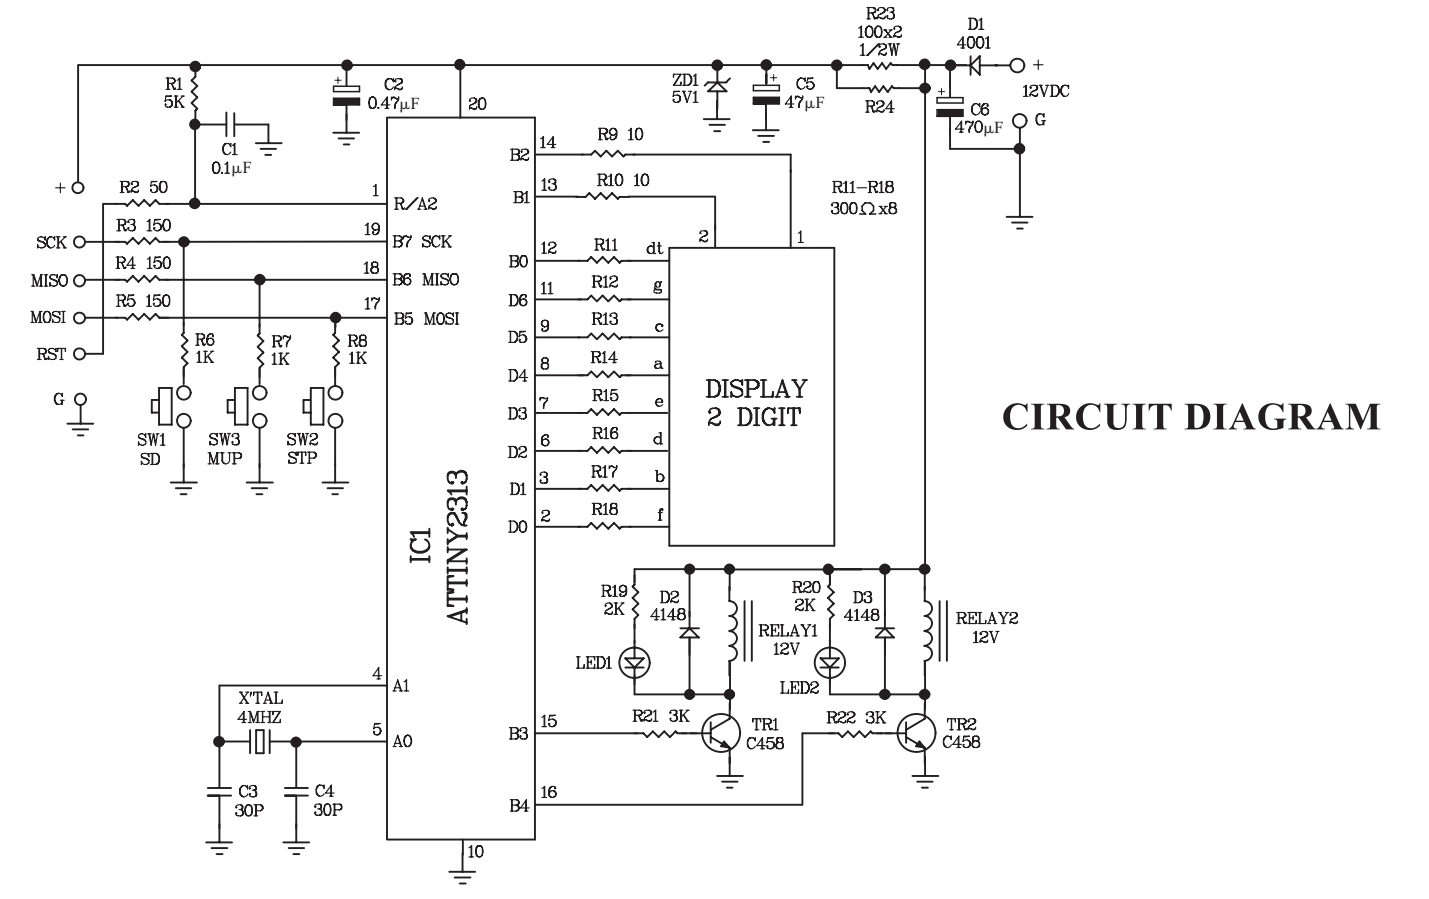 R23
100x2
1/2W
D1
4001
+
12VDC
G
R1
5K
+
C2
0.47µF
20
ZD1
5V1
+
C5
47µF
R24
+
C6
470µF
C1
0.1µF
R9 10
14
B2
R10 10
13
B1
R11-R18
300Ωx8
+
R2 50
1
R/A2
SCK
R3 150
19
B7 SCK
MISO
R4 150
18
B6 MISO
MOSI
R5 150
17
B5 MOSI
RST
G
R6
1K
R7
1K
R8
1K
SW1
SD
SW3
MUP
SW2
STP
2
1
B0
12
R11
dt
D6
11
R12
g
D5
9
R13
c
D4
8
R14
a
D3
7
R15
e
D2
6
R16
d
D1
3
R17
b
D0
2
R18
f
DISPLAY
2 DIGIT
CIRCUIT DIAGRAM
IC1
ATTINY2313
R19
2K
D2
4148
RELAY1
12V
LED1
R20
2K
D3
4148
RELAY2
12V
LED2
4
A1
X'TAL
4MHZ
5
A0
C3
30P
C4
30P
B3
15
R21 3K
TR1
C458
R22 3K
TR2
C458
B4
16
10